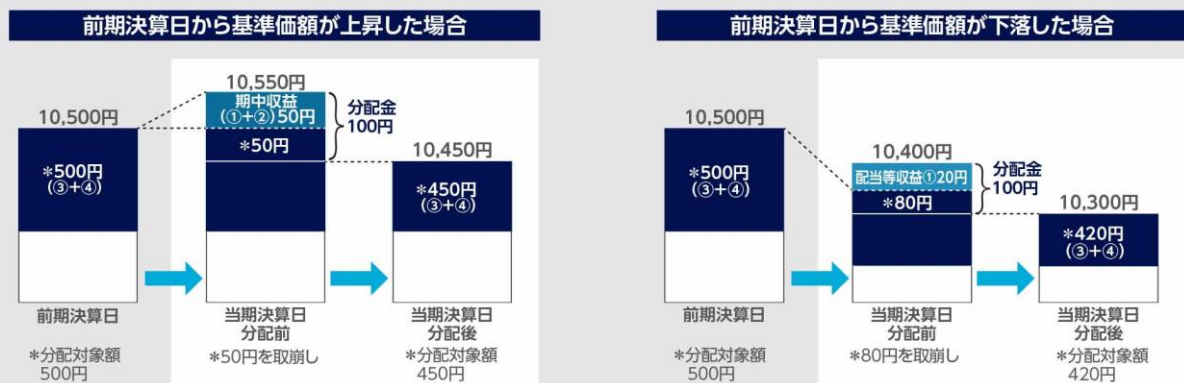 前期決算日から基準価額が上昇した場合
10,500円
*500円
(③+④)
前期決算日
*分配対象額
500円
10,550円
期中収益
(①+②)50円
*50円
分配金
100円
当期決算日
分配前
*50円を取崩し
10,450円
*450円
(③+④)
当期決算日
分配後
*分配対象額
450円
前期決算日から基準価額が下落した場合
10,500円
*500円
(③+④)
前期決算日
*分配対象額
500円
10,400円
配当等収益①20円
*80円
分配金
100円
当期決算日
分配前
*80円を取崩し
10,300円
*420円
(③+④)
当期決算日
分配後
*分配対象額
420円